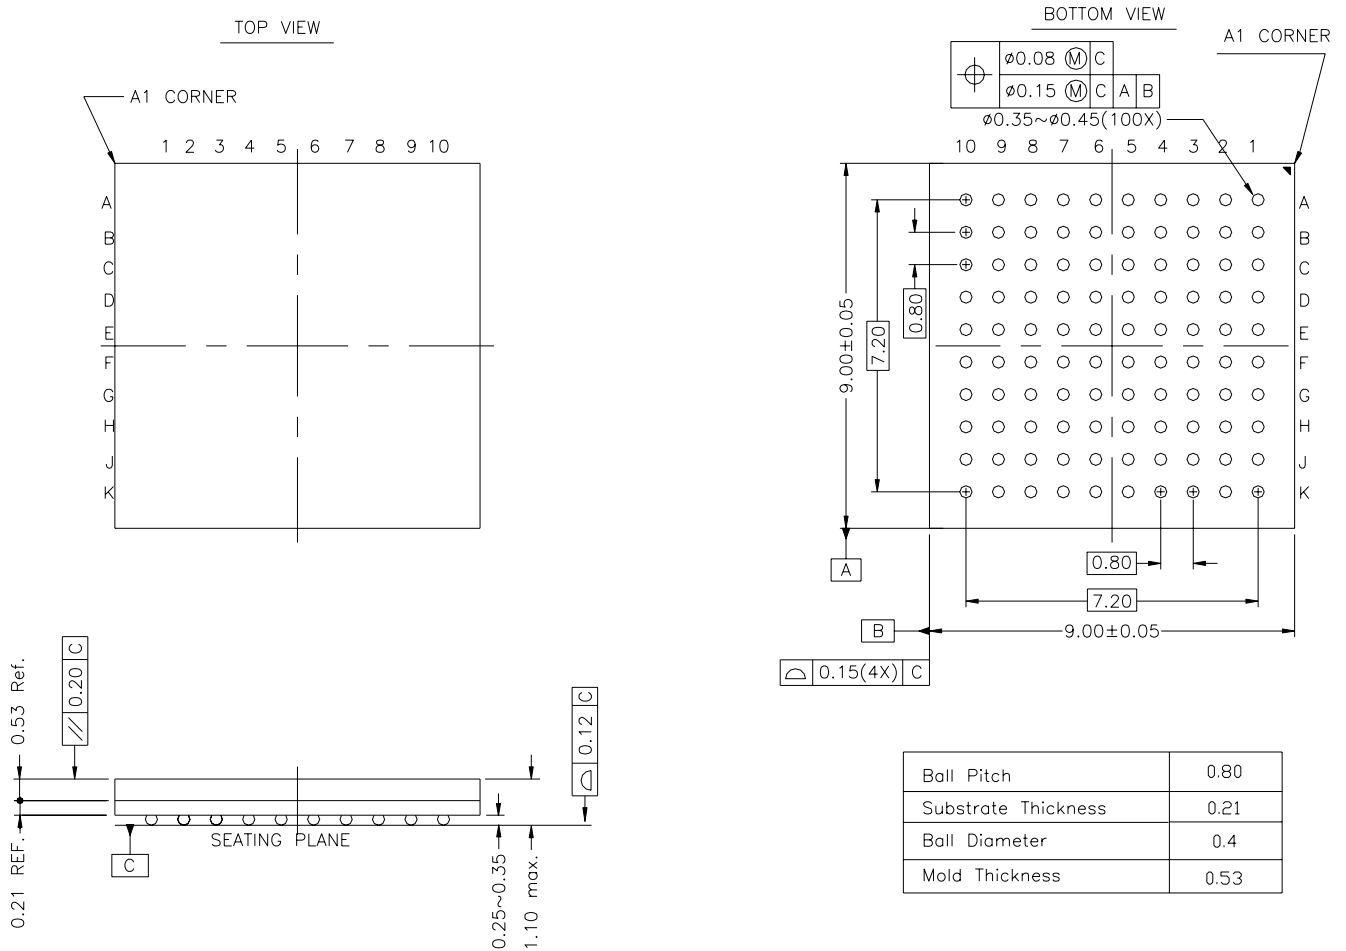 TOP VIEW
A1 CORNER
1 2 3 4 5 6 7 8 9 10
A
B
C
D
E
F
G
H
J
K
BOTTOM VIEW
A1 CORNER
⌀0.08 Ⓜ C
⌀0.15 Ⓜ C A B
⌀0.35~⌀0.45(100X)
10 9 8 7 6 5 4 3 2 1
A
B
C
D
E
F
G
H
J
K
9.00±0.05
7.20
0.80
A
0.80
7.20
B
9.00±0.05
0.15(4X) C
0.53 Ref.
0.21 REF.
// 0.20 C
0.12 C
SEATING PLANE
C
0.25~0.35
1.10 max.
Ball Pitch 0.80
Substrate Thickness 0.21
Ball Diameter 0.4
Mold Thickness 0.53